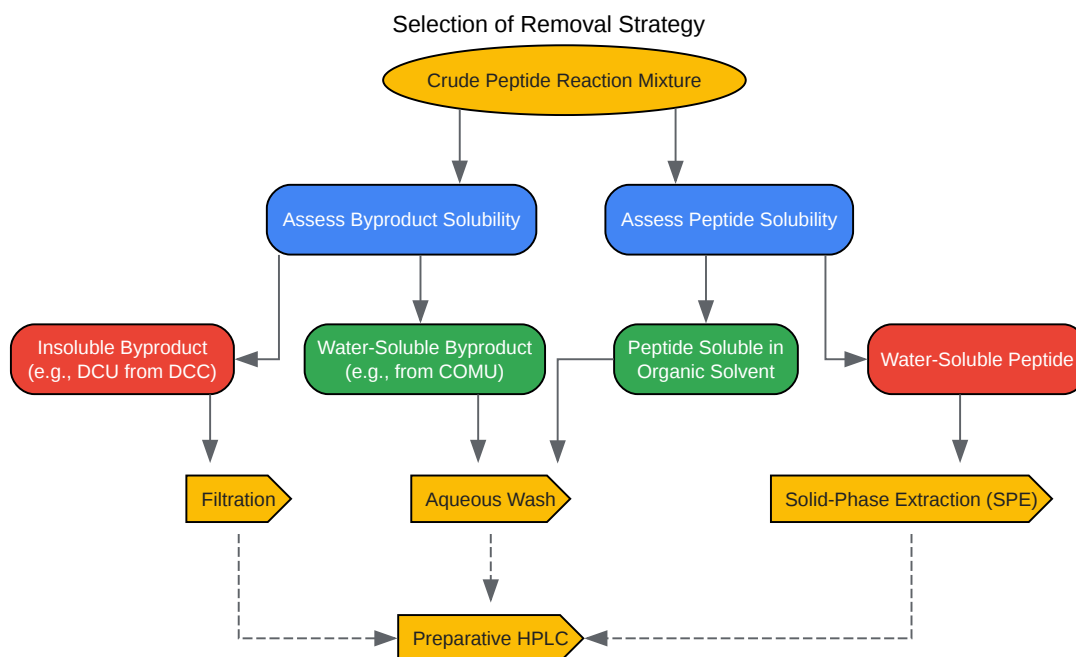 Selection of Removal Strategy
Crude Peptide Reaction Mixture
Assess Byproduct Solubility
Assess Peptide Solubility
Insoluble Byproduct
(e.g., DCU from DCC)
Water-Soluble Byproduct
(e.g., from COMU)
Peptide Soluble in
Organic Solvent
Water-Soluble Peptide
Filtration
Aqueous Wash
Solid-Phase Extraction (SPE)
Preparative HPLC